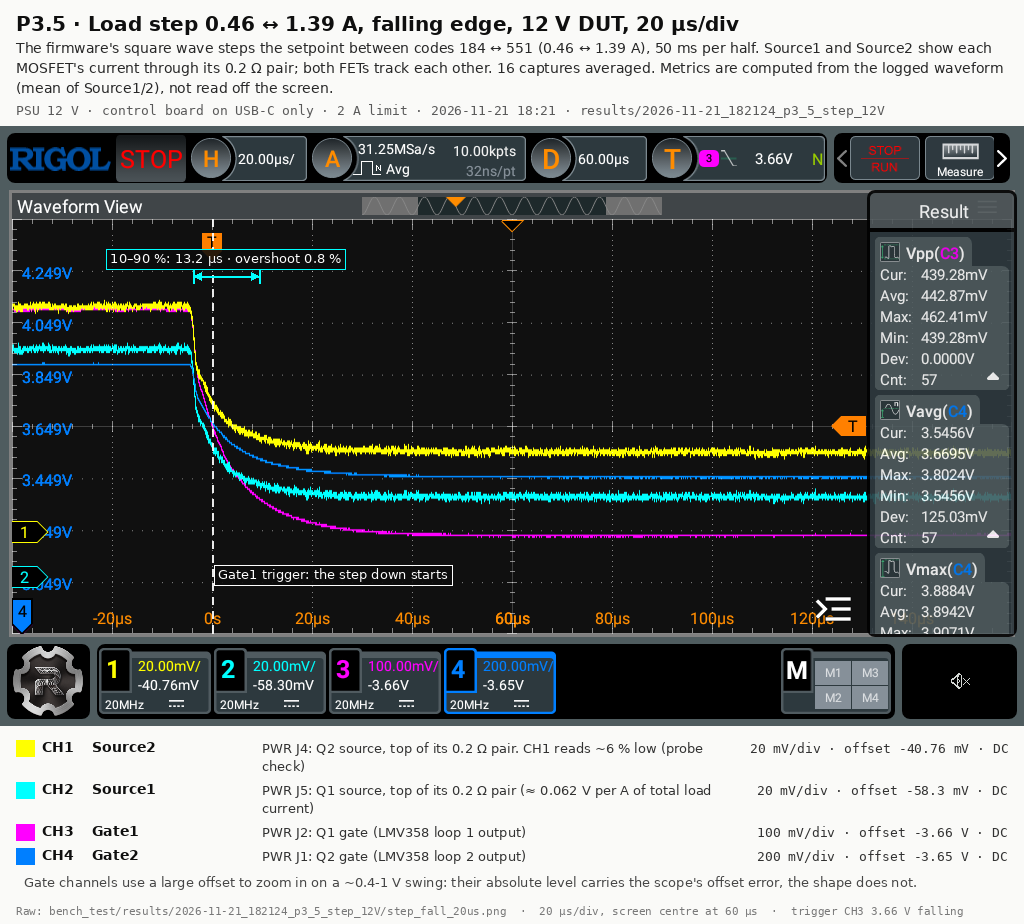 P3.5 · Load step 0.46 ↔ 1.39 A, falling edge, 12 V DUT, 20 µs/div
The firmware's square wave steps the setpoint between codes 184 ↔ 551 (0.46 ↔ 1.39 A), 50 ms per half. Source1 and Source2 show each
MOSFET's current through its 0.2 Ω pair; both FETs track each other. 16 captures averaged. Metrics are computed from the logged waveform
(mean of Source1/2), not read off the screen.
PSU 12 V · control board on USB-C only · 2 A limit · 2026-11-21 18:21 · results/2026-11-21_182124_p3_5_step_12V
RIGOL STOP H 20.00µs/ A 31.25MSa/s 10.00kpts D 60.00µs T 3 3.66V N STOP Measure
N Avg 32ns/pt RUN
Waveform View
Result
T
10–90 %: 13.2 µs · overshoot 0.8 %
4.249V
4.049V
3.849V
3.649V
3.449V
T
1
2
4
Gate1 trigger: the step down starts
-20µs 0s 20µs 40µs 60µs 80µs 100µs 120µs
Vpp(C3)
Cur: 439.28mV
Avg: 442.87mV
Max: 462.41mV
Min: 439.28mV
Dev: 0.0000V
Cnt: 57
Vavg(C4)
Cur: 3.5456V
Avg: 3.6695V
Max: 3.8024V
Min: 3.5456V
Dev: 125.03mV
Cnt: 57
Vmax(C4)
Cur: 3.8884V
Avg: 3.8942V
Max: 3.9071V
1 20.00mV/ 2 20.00mV/ 3 100.00mV/ 4 200.00mV/ M M1 M3
-40.76mV -58.30mV -3.66V -3.65V M2 M4
20MHz 20MHz 20MHz 20MHz
CH1 Source2 PWR J4: Q2 source, top of its 0.2 Ω pair. CH1 reads ~6 % low (probe 20 mV/div · offset -40.76 mV · DC
check)
CH2 Source1 PWR J5: Q1 source, top of its 0.2 Ω pair (≈ 0.062 V per A of total load 20 mV/div · offset -58.3 mV · DC
current)
CH3 Gate1 PWR J2: Q1 gate (LMV358 loop 1 output) 100 mV/div · offset -3.66 V · DC
CH4 Gate2 PWR J1: Q2 gate (LMV358 loop 2 output) 200 mV/div · offset -3.65 V · DC
Gate channels use a large offset to zoom in on a ~0.4-1 V swing: their absolute level carries the scope's offset error, the shape does not.
Raw: bench_test/results/2026-11-21_182124_p3_5_step_12V/step_fall_20us.png · 20 µs/div, screen centre at 60 µs · trigger CH3 3.66 V falling